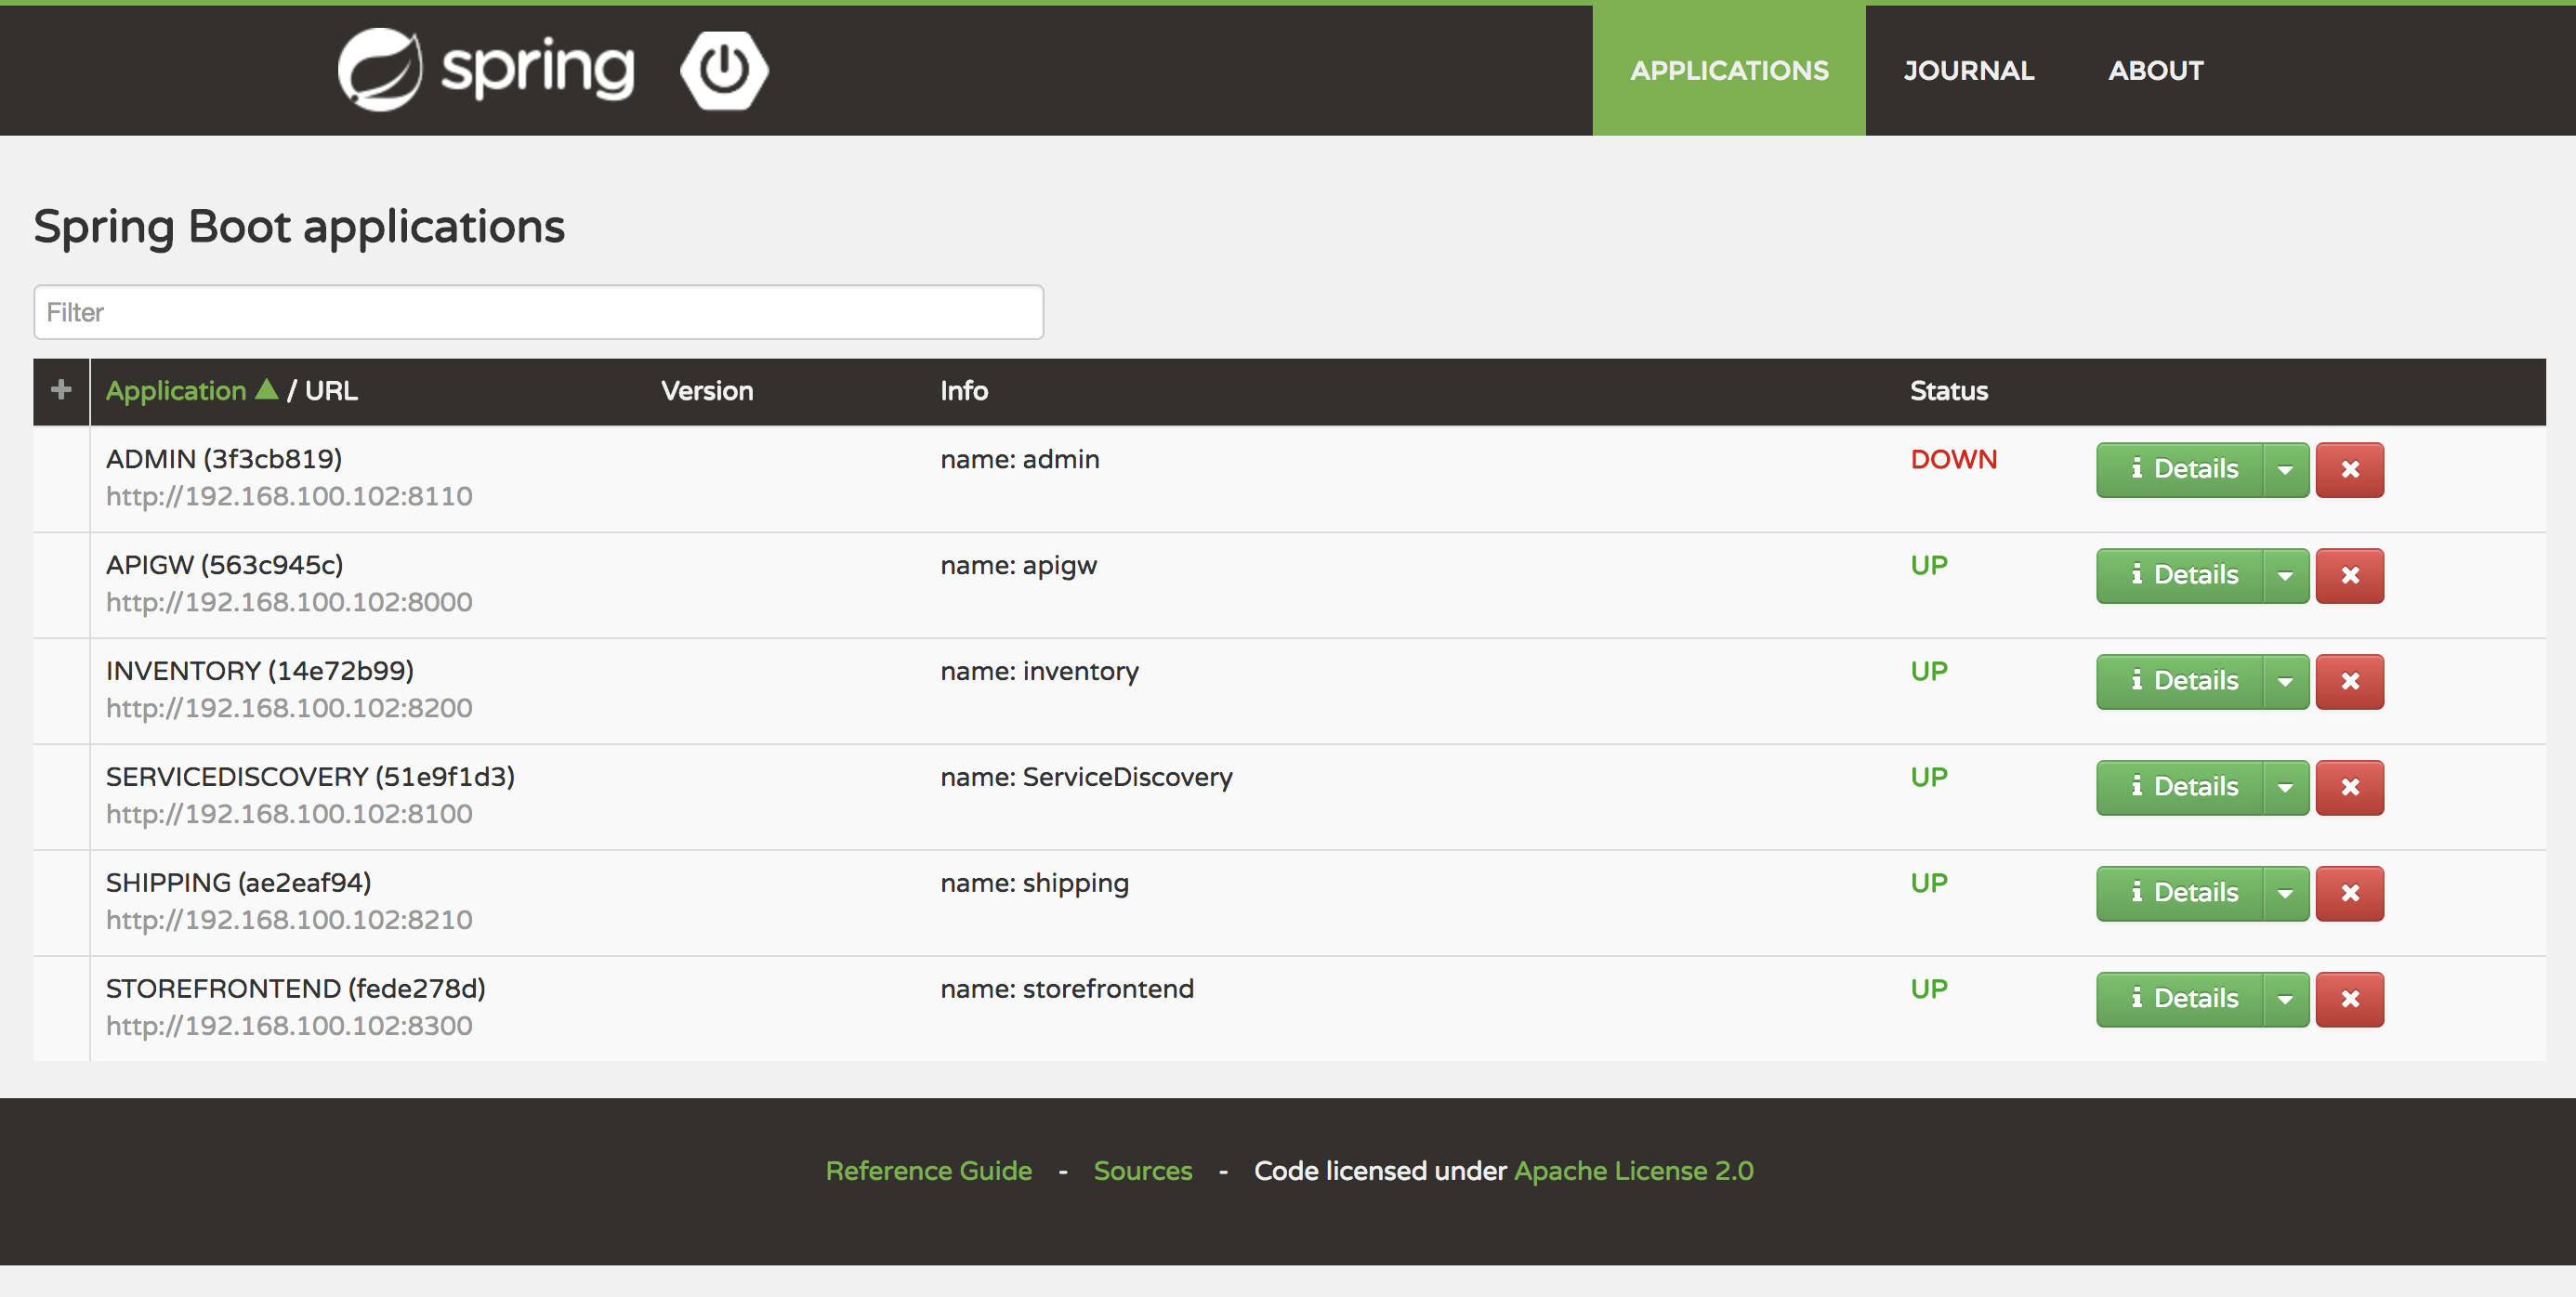 spring
APPLICATIONS JOURNAL ABOUT
Spring Boot applications
Filter
Application / URL Version Info Status
ADMIN (3f3cb819) name: admin DOWN Details
http://192.168.100.102:8110
APIGW (563c945c) name: apigw UP Details
http://192.168.100.102:8000
INVENTORY (14e72b99) name: inventory UP Details
http://192.168.100.102:8200
SERVICEDISCOVERY (51e9f1d3) name: ServiceDiscovery UP Details
http://192.168.100.102:8100
SHIPPING (ae2eaf94) name: shipping UP Details
http://192.168.100.102:8210
STOREFRONTEND (fede278d) name: storefrontend UP Details
http://192.168.100.102:8300
Reference Guide - Sources - Code licensed under Apache License 2.0